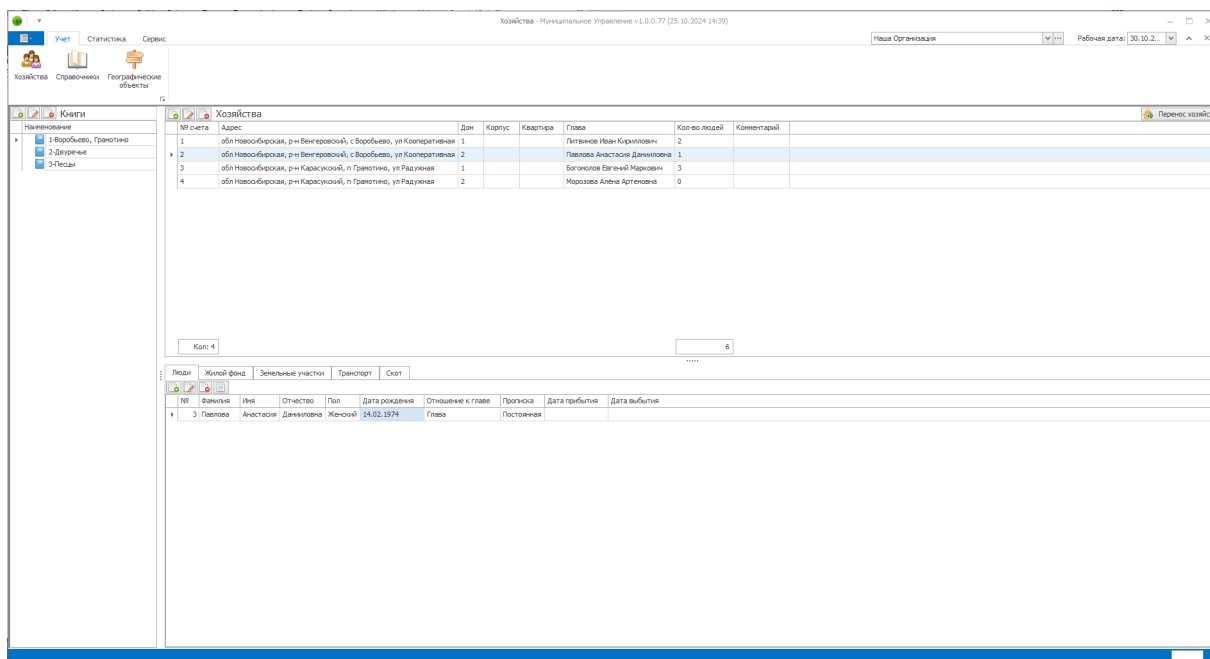 Хозяйства - Муниципальное Управление v1.0.0.77 (25.10.2024 14:39)
Учет Статистика Сервис Наша Организация Рабочая дата: 30.10.2...
Хозяйства Справочники Географические объекты
Книги
Наименование
1-Воробьево, Грамотино
2-Двуречье
3-Песцы
Хозяйства Перенос хозяйс
№ счета Адрес Дом Корпус Квартира Глава Кол-во людей Комментарий
1 обл Новосибирская, р-н Венгеровский, с Воробьево, ул Кооперативная 1 Литвинов Иван Кириллович 2
2 обл Новосибирская, р-н Венгеровский, с Воробьево, ул Кооперативная 2 Павлова Анастасия Данииловна 1
3 обл Новосибирская, р-н Карасукский, п Грамотино, ул Радужная 1 Богомолов Евгений Маркович 3
4 обл Новосибирская, р-н Карасукский, п Грамотино, ул Радужная 2 Морозова Алёна Артемовна 0
Кол: 4 6
Люди Жилой фонд Земельные участки Транспорт Скот
№ Фамилия Имя Отчество Пол Дата рождения Отношение к главе Прописка Дата прибытия Дата выбытия
3 Павлова Анастасия Данииловна Женский 14.02.1974 Глава Постоянная